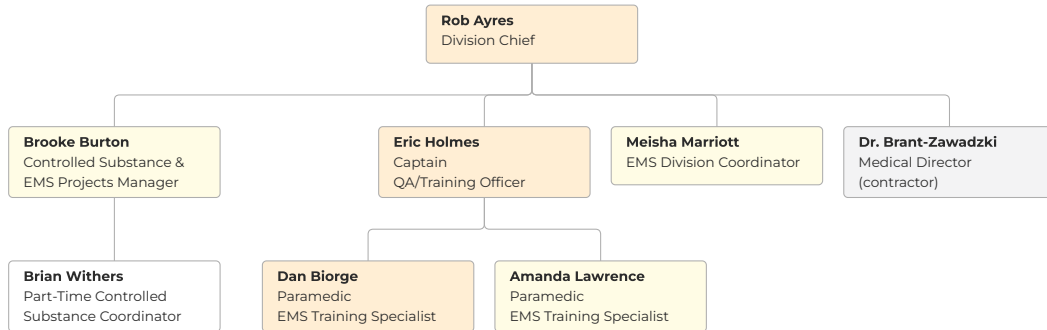 Rob Ayres
Division Chief
Brooke Burton
Controlled Substance &
EMS Projects Manager
Eric Holmes
Captain
QA/Training Officer
Meisha Marriott
EMS Division Coordinator
Dr. Brant-Zawadzki
Medical Director
(contractor)
Brian Withers
Part-Time Controlled
Substance Coordinator
Dan Biorge
Paramedic
EMS Training Specialist
Amanda Lawrence
Paramedic
EMS Training Specialist